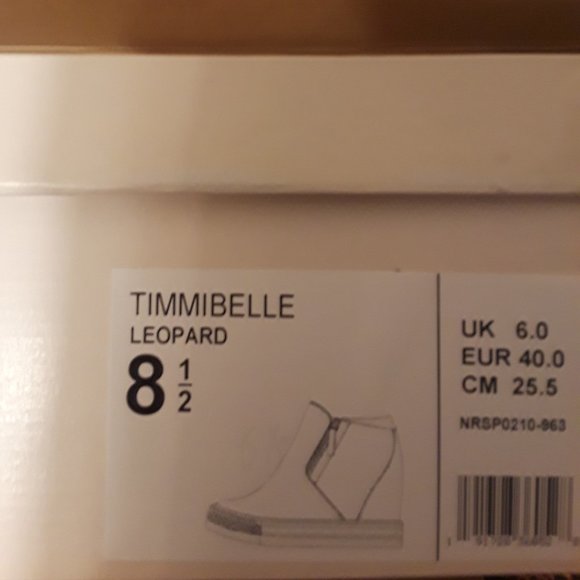 TIMMIBELLE
LEOPARD
8 1/2
UK 6.0
EUR 40.0
CM 25.5
NRSP0210-963